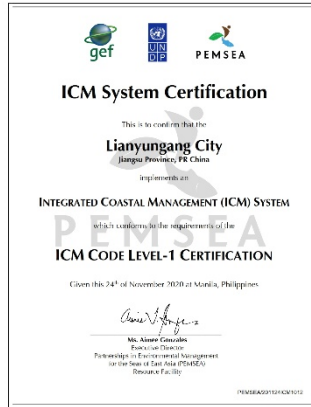 gef
U N
D P
PEMSEA
ICM System Certification
This is to confirm that the
Lianyungang City
Jiangsu Province, PR China
implements an
INTEGRATED COASTAL MANAGEMENT (ICM) SYSTEM
which conforms to the requirements of the
PEMSEA
ICM CODE LEVEL-1 CERTIFICATION
Given this 24th of November 2020 at Manila, Philippines
Ms. Aimee Gonzales
Executive Director
Partnerships in Environmental Management
for the Seas of East Asia (PEMSEA)
Resource Facility